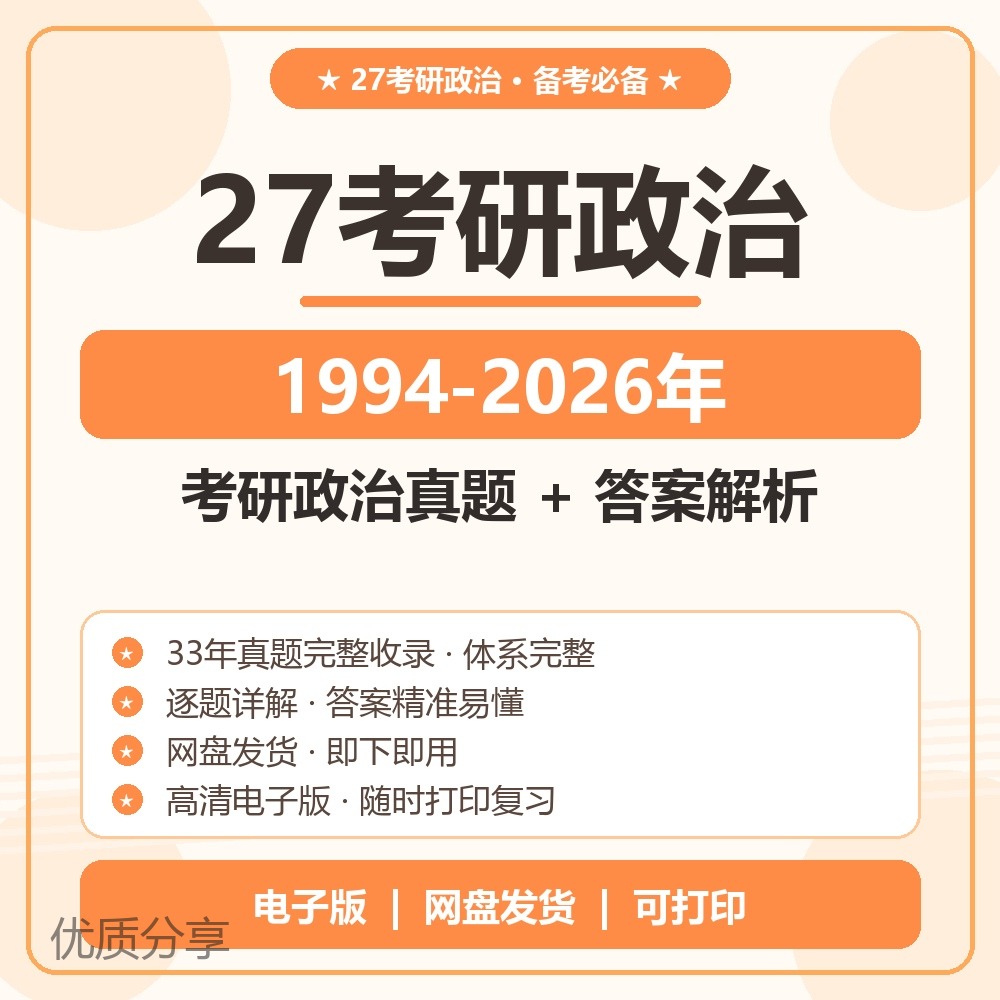 ★ 27考研政治 · 备考必备 ★
27考研政治
1994-2026年
考研政治真题 + 答案解析
★ 33年真题完整收录 · 体系完整
★ 逐题详解 · 答案精准易懂
★ 网盘发货 · 即下即用
★ 高清电子版 · 随时打印复习
电子版 | 网盘发货 | 可打印
优质分享